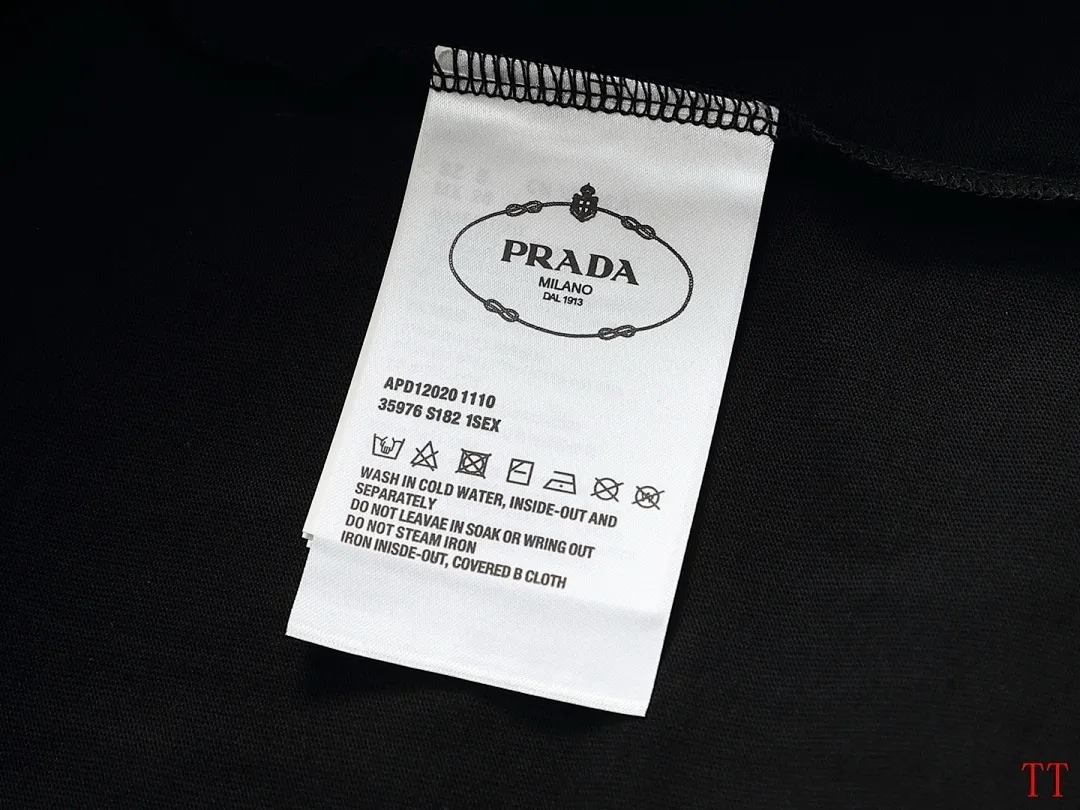 PRADA
MILANO
DAL 1913
APD12020 1110
35976 S182 1SEX
WASH IN COLD WATER, INSIDE-OUT AND
SEPARATELY
DO NOT LEAVAE IN SOAK OR WRING OUT
DO NOT STEAM IRON
IRON INISDE-OUT, COVERED B CLOTH
TT